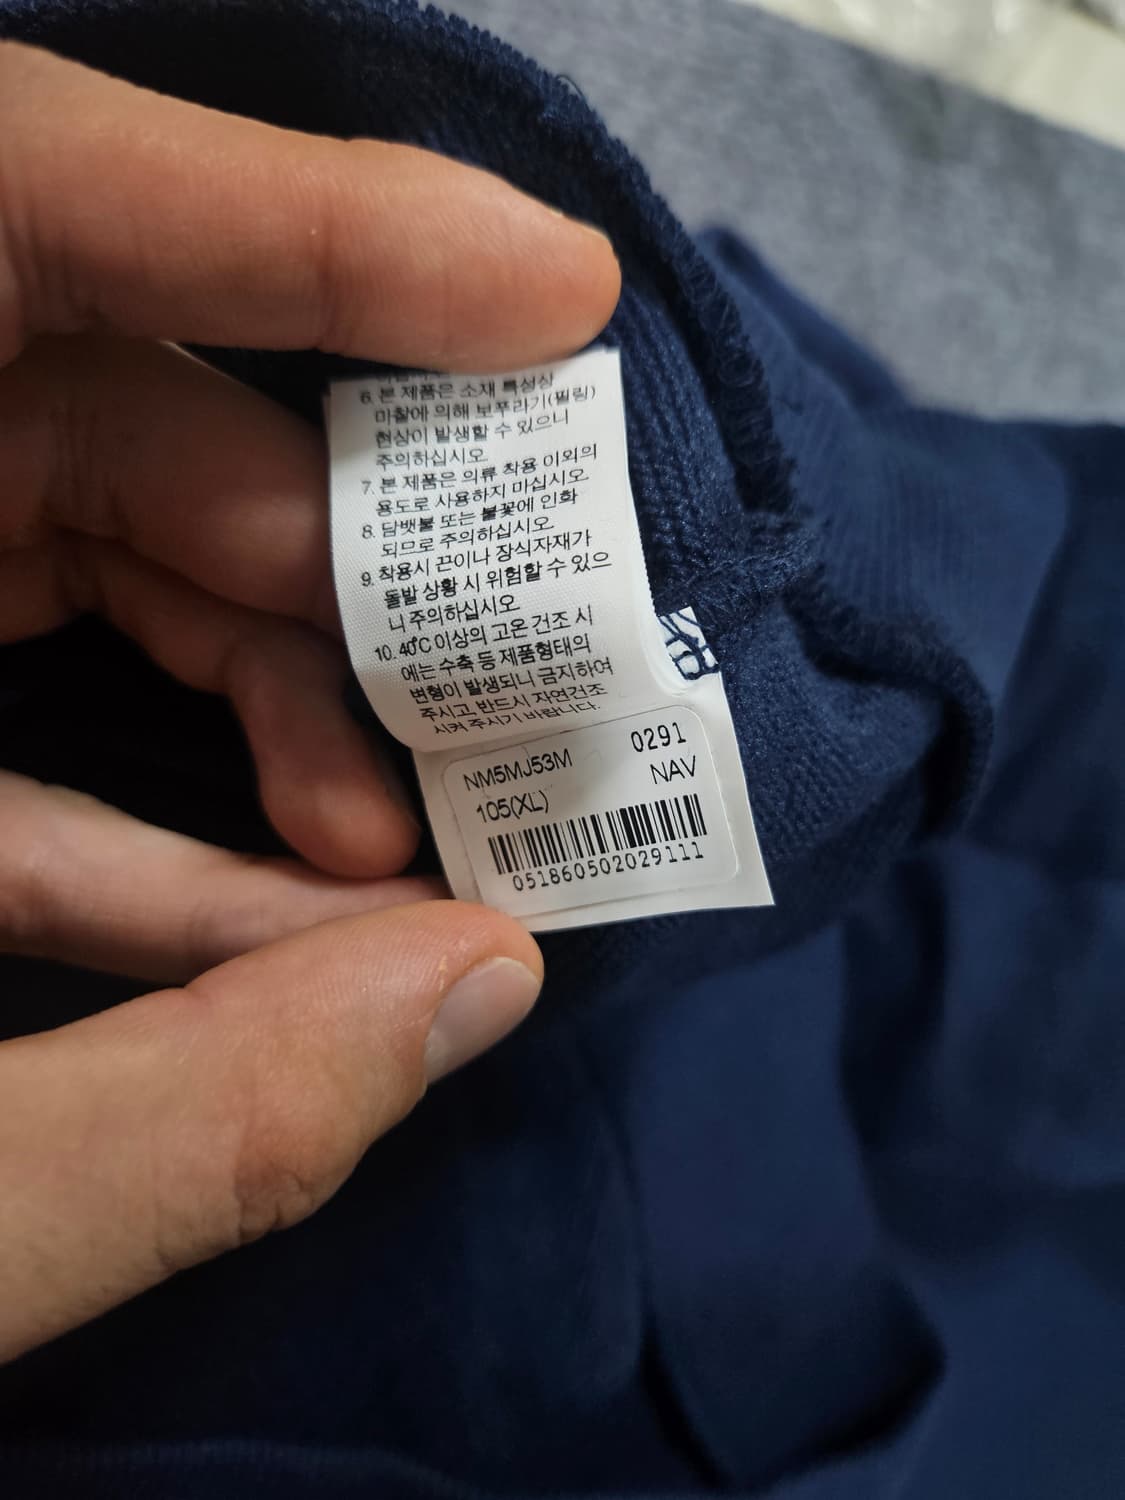 6. 본 제품은 소재 특성상
마찰에 의해 보푸라기(필링)
현상이 발생할 수 있으니
주의하십시오
7. 본 제품은 의류 착용 이외의
용도로 사용하지 마십시오
8. 담뱃불 또는 불꽃에 인화
되므로 주의하십시오
9. 착용시 끈이나 장식자재가
돌발 상황 시 위험할 수 있으
니 주의하십시오
10. 40℃ 이상의 고온 건조 시
에는 수축 등 제품형태의
변형이 발생되니 금지하여
주시고, 반드시 자연건조
시켜 주시기 바랍니다.
NM5MJ53M 0291
105(XL) NAV
051860502029111